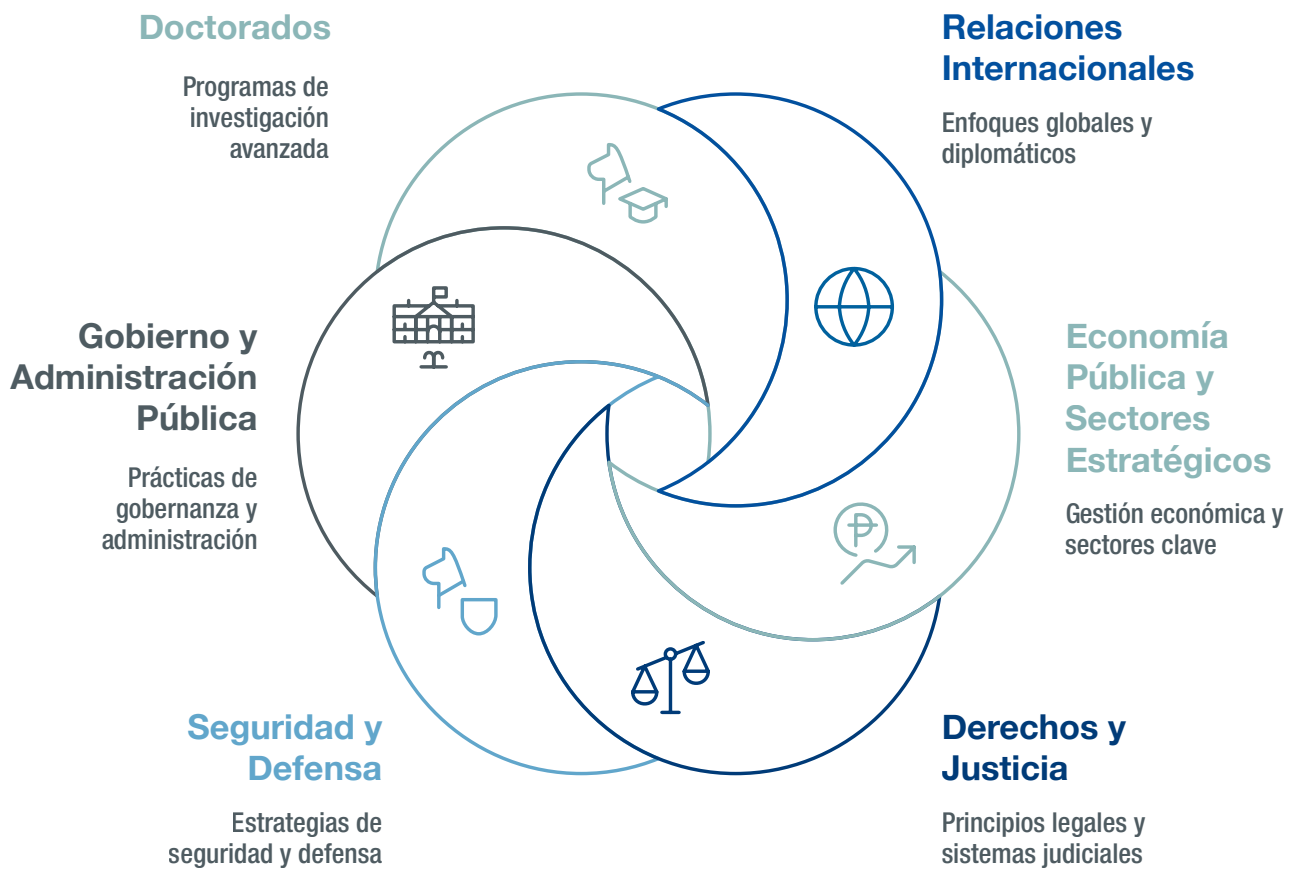 Doctorados
Programas de
investigación
avanzada
Relaciones
Internacionales
Enfoques globales y
diplomáticos
Gobierno y
Administración
Pública
Prácticas de
gobernanza y
administración
Economía
Pública y
Sectores
Estratégicos
Gestión económica y
sectores clave
Seguridad y
Defensa
Estrategias de
seguridad y defensa
Derechos y
Justicia
Principios legales y
sistemas judiciales